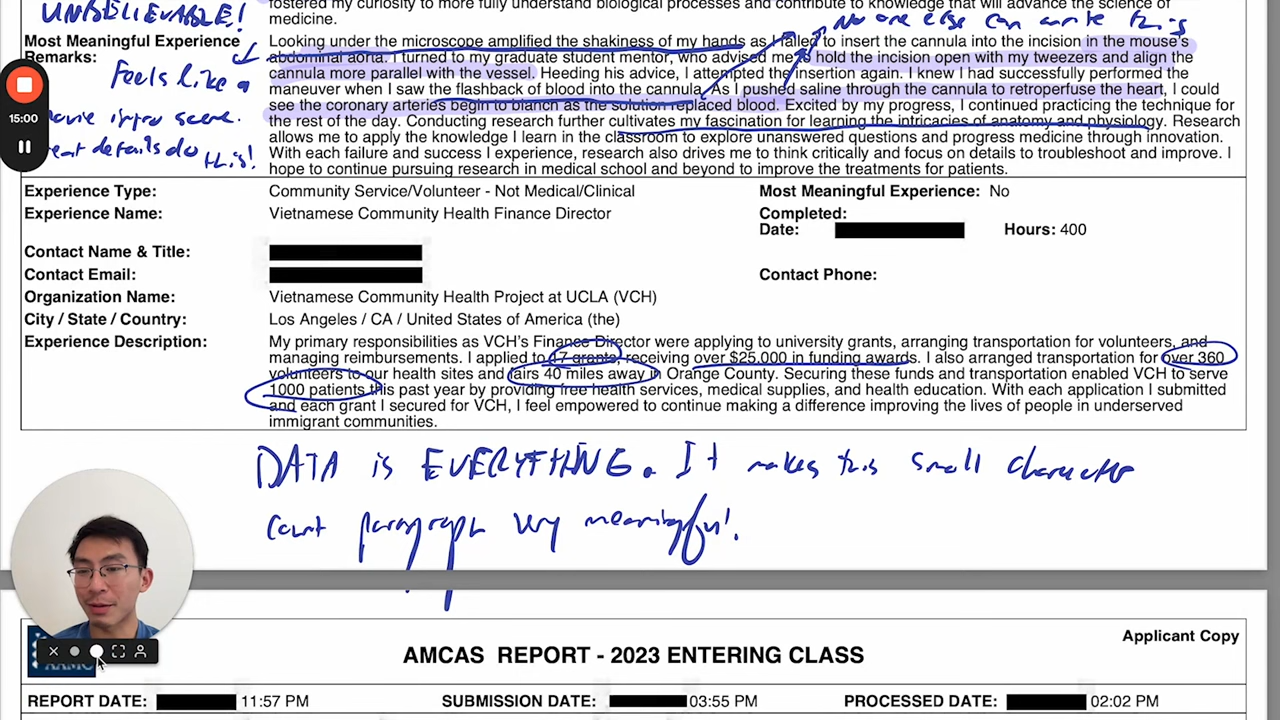 fostered my curiosity to more fully understand biological processes and contribute to knowledge that will advance the science of
UNBELIEVABLE!
medicine.
No one else can write this
Most Meaningful Experience
Remarks:
Looking under the microscope amplified the shakiness of my hands as I failed to insert the cannula into the incision in the mouse's
abdominal aorta. I turned to my graduate student mentor, who advised me to hold the incision open with my tweezers and align the
cannula more parallel with the vessel. Heeding his advice, I attempted the insertion again. I knew I had successfully performed the
maneuver when I saw the flashback of blood into the cannula. As I pushed saline through the cannula to retroperfuse the heart, I could
see the coronary arteries begin to blanch as the solution replaced blood. Excited by my progress, I continued practicing the technique for
the rest of the day. Conducting research further cultivates my fascination for learning the intricacies of anatomy and physiology. Research
allows me to apply the knowledge I learn in the classroom to explore unanswered questions and progress medicine through innovation.
With each failure and success I experience, research also drives me to think critically and focus on details to troubleshoot and improve. I
hope to continue pursuing research in medical school and beyond to improve the treatments for patients.
Feels like a
movie scene.
details do this!
15:00
Experience Type: Community Service/Volunteer - Not Medical/Clinical Most Meaningful Experience: No
Experience Name: Vietnamese Community Health Finance Director Completed:
Date: Hours: 400
Contact Name & Title:
Contact Email: Contact Phone:
Organization Name: Vietnamese Community Health Project at UCLA (VCH)
City / State / Country: Los Angeles / CA / United States of America (the)
Experience Description: My primary responsibilities as VCH's Finance Director were applying to university grants, arranging transportation for volunteers, and
managing reimbursements. I applied to 17 grants, receiving over $25,000 in funding awards. I also arranged transportation for over 360
volunteers to our health sites and fairs 40 miles away in Orange County. Securing these funds and transportation enabled VCH to serve
1000 patients this past year by providing free health services, medical supplies, and health education. With each application I submitted
and each grant I secured for VCH, I feel empowered to continue making a difference improving the lives of people in underserved
immigrant communities.
DATA is EVERYTHING. It makes this small character
count paragraph very meaningful!
Applicant Copy
AMCAS REPORT - 2023 ENTERING CLASS
REPORT DATE: 11:57 PM SUBMISSION DATE: 03:55 PM PROCESSED DATE: 02:02 PM